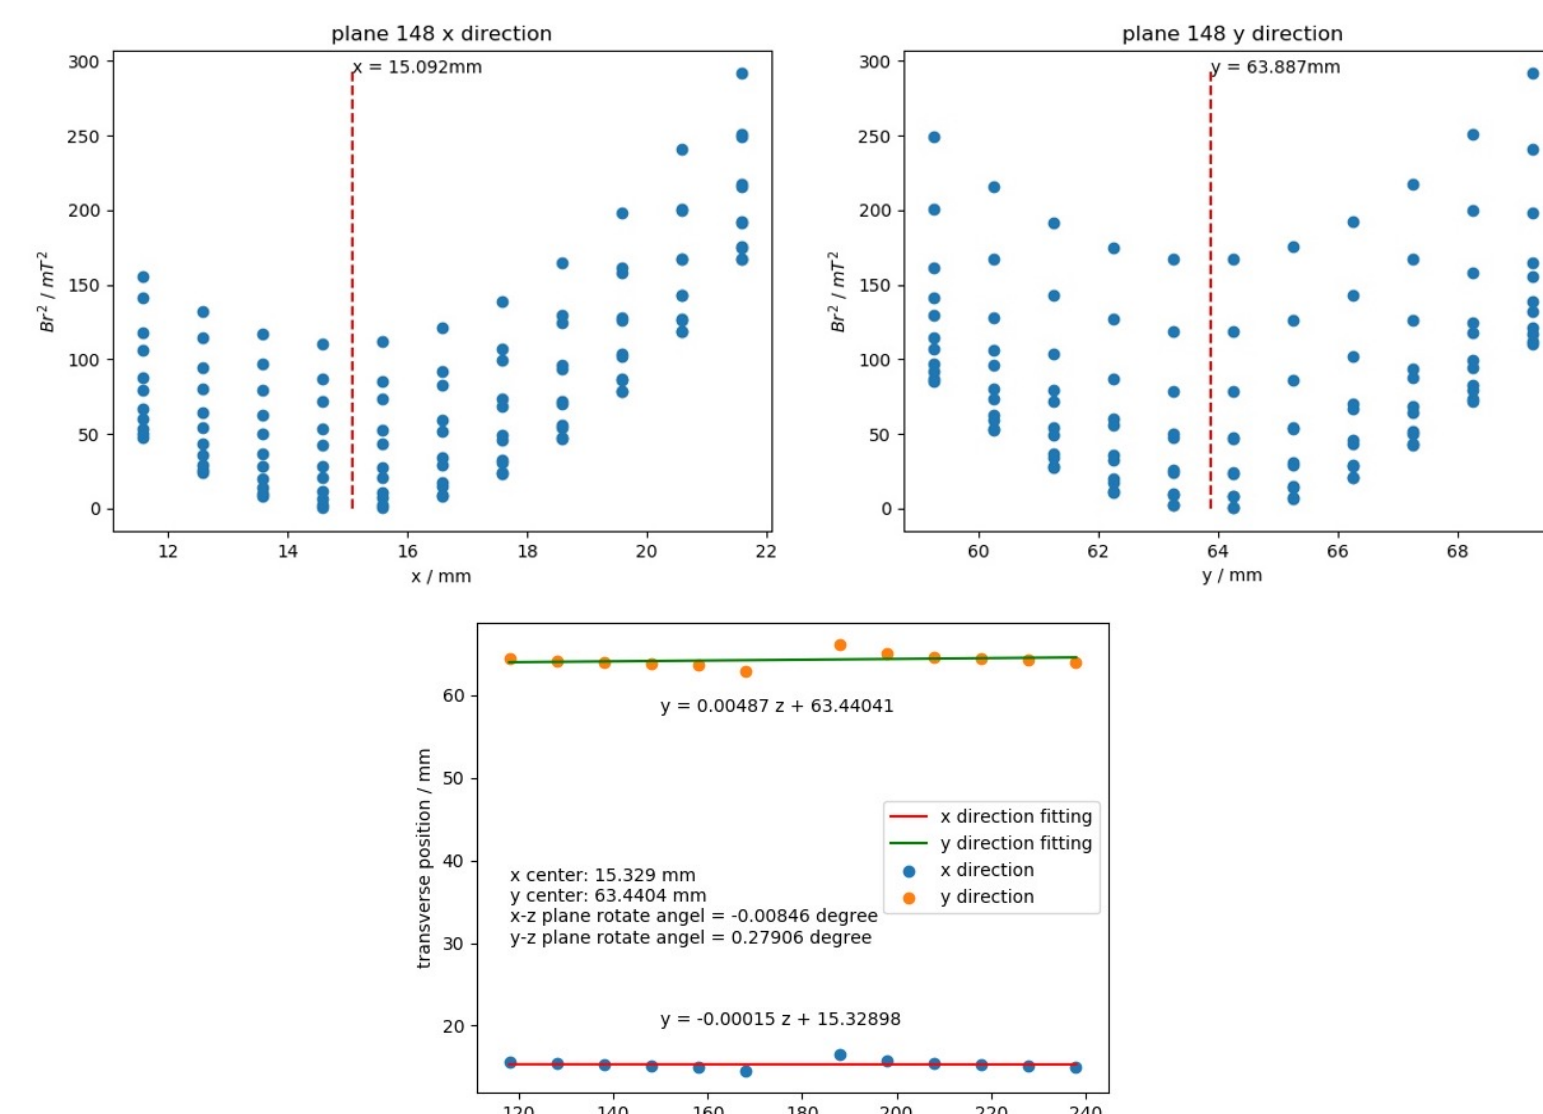 plane 148 x direction
300
250
200
150
100
50
0
Br² / mT²
x = 15.092mm
12 14 16 18 20 22
x / mm
plane 148 y direction
300
250
200
150
100
50
0
Br² / mT²
y = 63.887mm
60 62 64 66 68
y / mm
60
50
40
30
20
transverse position / mm
y = 0.00487 z + 63.44041
x direction fitting
y direction fitting
x direction
y direction
x center: 15.329 mm
y center: 63.4404 mm
x-z plane rotate angel = -0.00846 degree
y-z plane rotate angel = 0.27906 degree
y = -0.00015 z + 15.32898
120 140 160 180 200 220 240